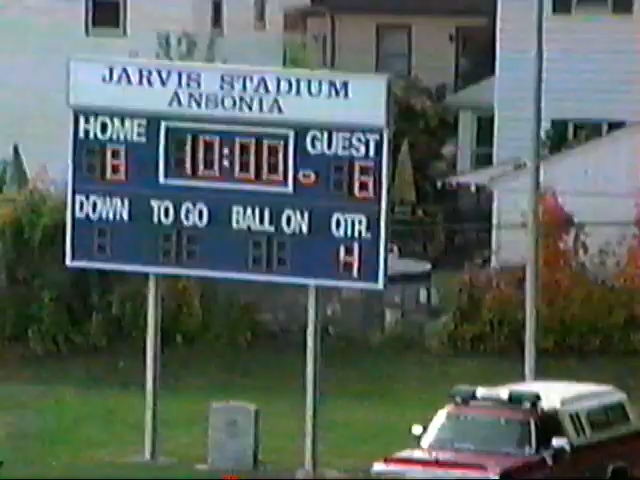 JARVIS STADIUM
ANSONIA
HOME GUEST
8 10:00 6
DOWN TO GO BALL ON QTR.
4